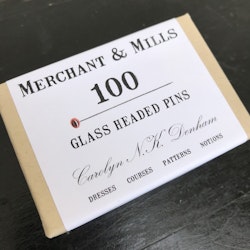 MERCHANT & MILLS
100
GLASS HEADED PINS
Carolyn N.K. Denham
DRESSES COURSES PATTERNS NOTIONS